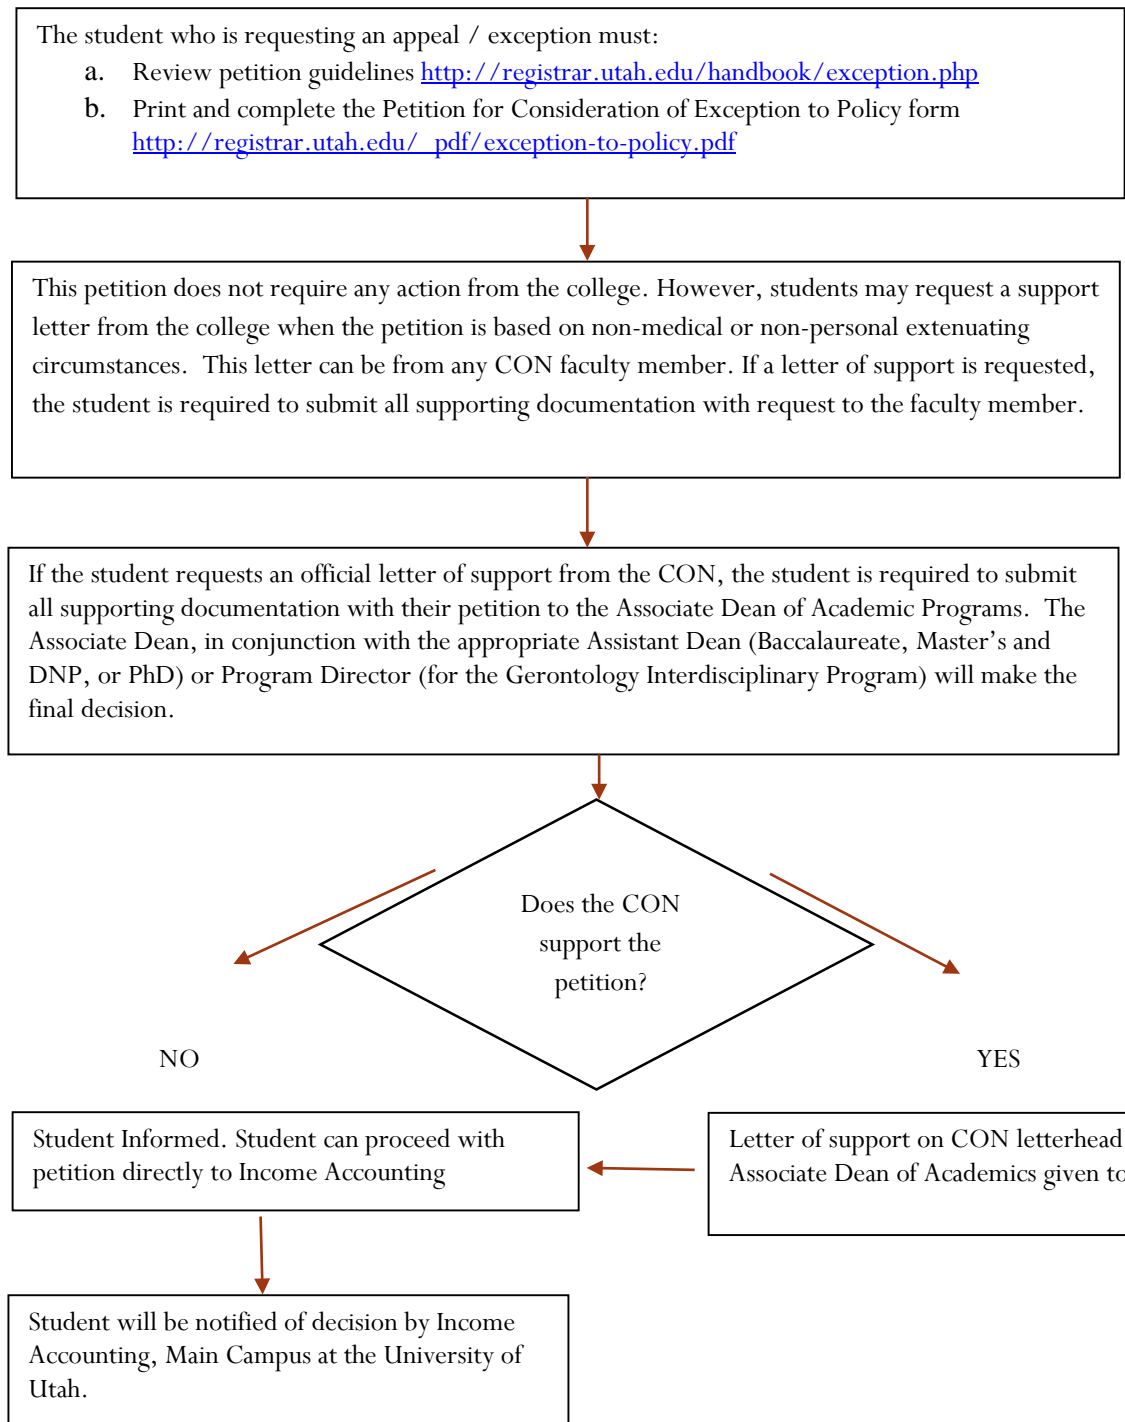 The student who is requesting an appeal / exception must:
a. Review petition guidelines http://registrar.utah.edu/handbook/exception.php
b. Print and complete the Petition for Consideration of Exception to Policy form
http://registrar.utah.edu/_pdf/exception-to-policy.pdf
This petition does not require any action from the college. However, students may request a support
letter from the college when the petition is based on non-medical or non-personal extenuating
circumstances. This letter can be from any CON faculty member. If a letter of support is requested,
the student is required to submit all supporting documentation with request to the faculty member.
If the student requests an official letter of support from the CON, the student is required to submit
all supporting documentation with their petition to the Associate Dean of Academic Programs. The
Associate Dean, in conjunction with the appropriate Assistant Dean (Baccalaureate, Master's and
DNP, or PhD) or Program Director (for the Gerontology Interdisciplinary Program) will make the
final decision.
Does the CON
support the
petition?
NO
YES
Student Informed. Student can proceed with
petition directly to Income Accounting
Letter of support on CON letterhead
Associate Dean of Academics given to
Student will be notified of decision by Income
Accounting, Main Campus at the University of
Utah.